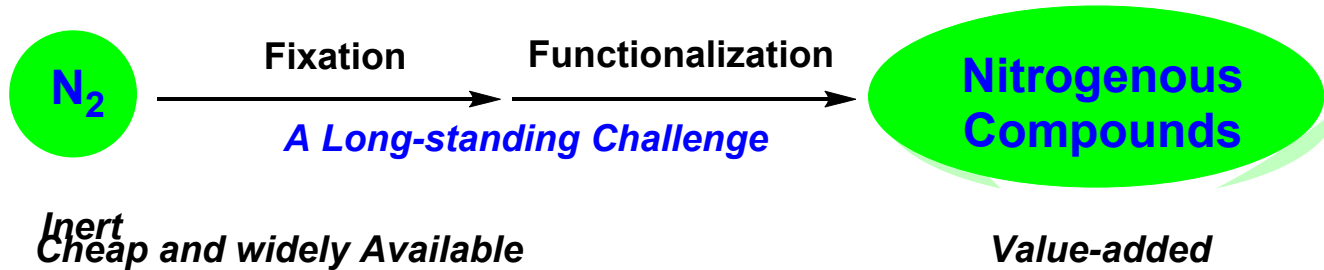 N₂
Fixation
Functionalization
A Long-standing Challenge
Nitrogenous
Compounds
Inert
Cheap and widely Available
Value-added